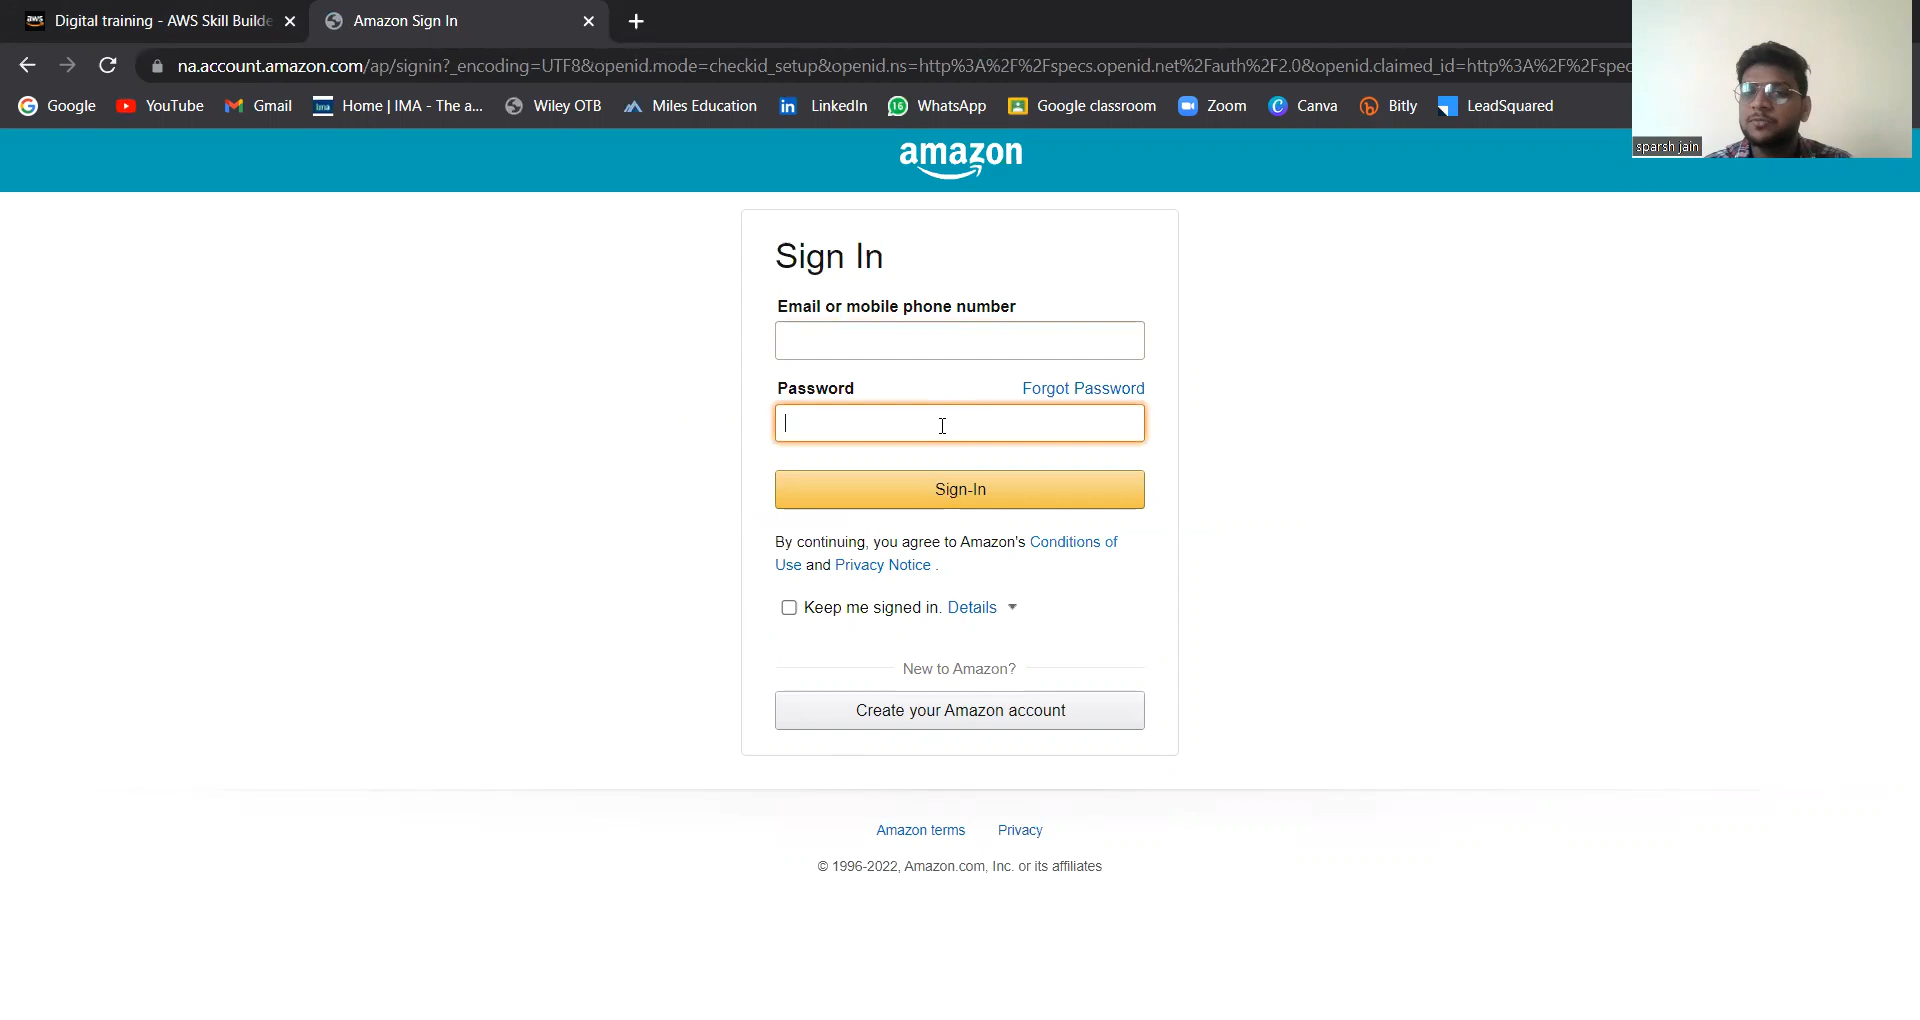 aws Digital training - AWS Skill Builde
Amazon Sign In
na.account.amazon.com/ap/signin?_encoding=UTF8&openid.mode=checkid_setup&openid.ns=http%3A%2F%2Fspecs.openid.net%2Fauth%2F2.0&openid.claimed_id=http%3A%2F%2Fspec
Google YouTube Gmail Home | IMA - The a... Wiley OTB Miles Education LinkedIn WhatsApp Google classroom Zoom Canva Bitly LeadSquared
sparsh jain
amazon
Sign In
Email or mobile phone number
Password Forgot Password
Sign-In
By continuing, you agree to Amazon's Conditions of
Use and Privacy Notice .
Keep me signed in. Details
New to Amazon?
Create your Amazon account
Amazon terms Privacy
© 1996-2022, Amazon.com, Inc. or its affiliates